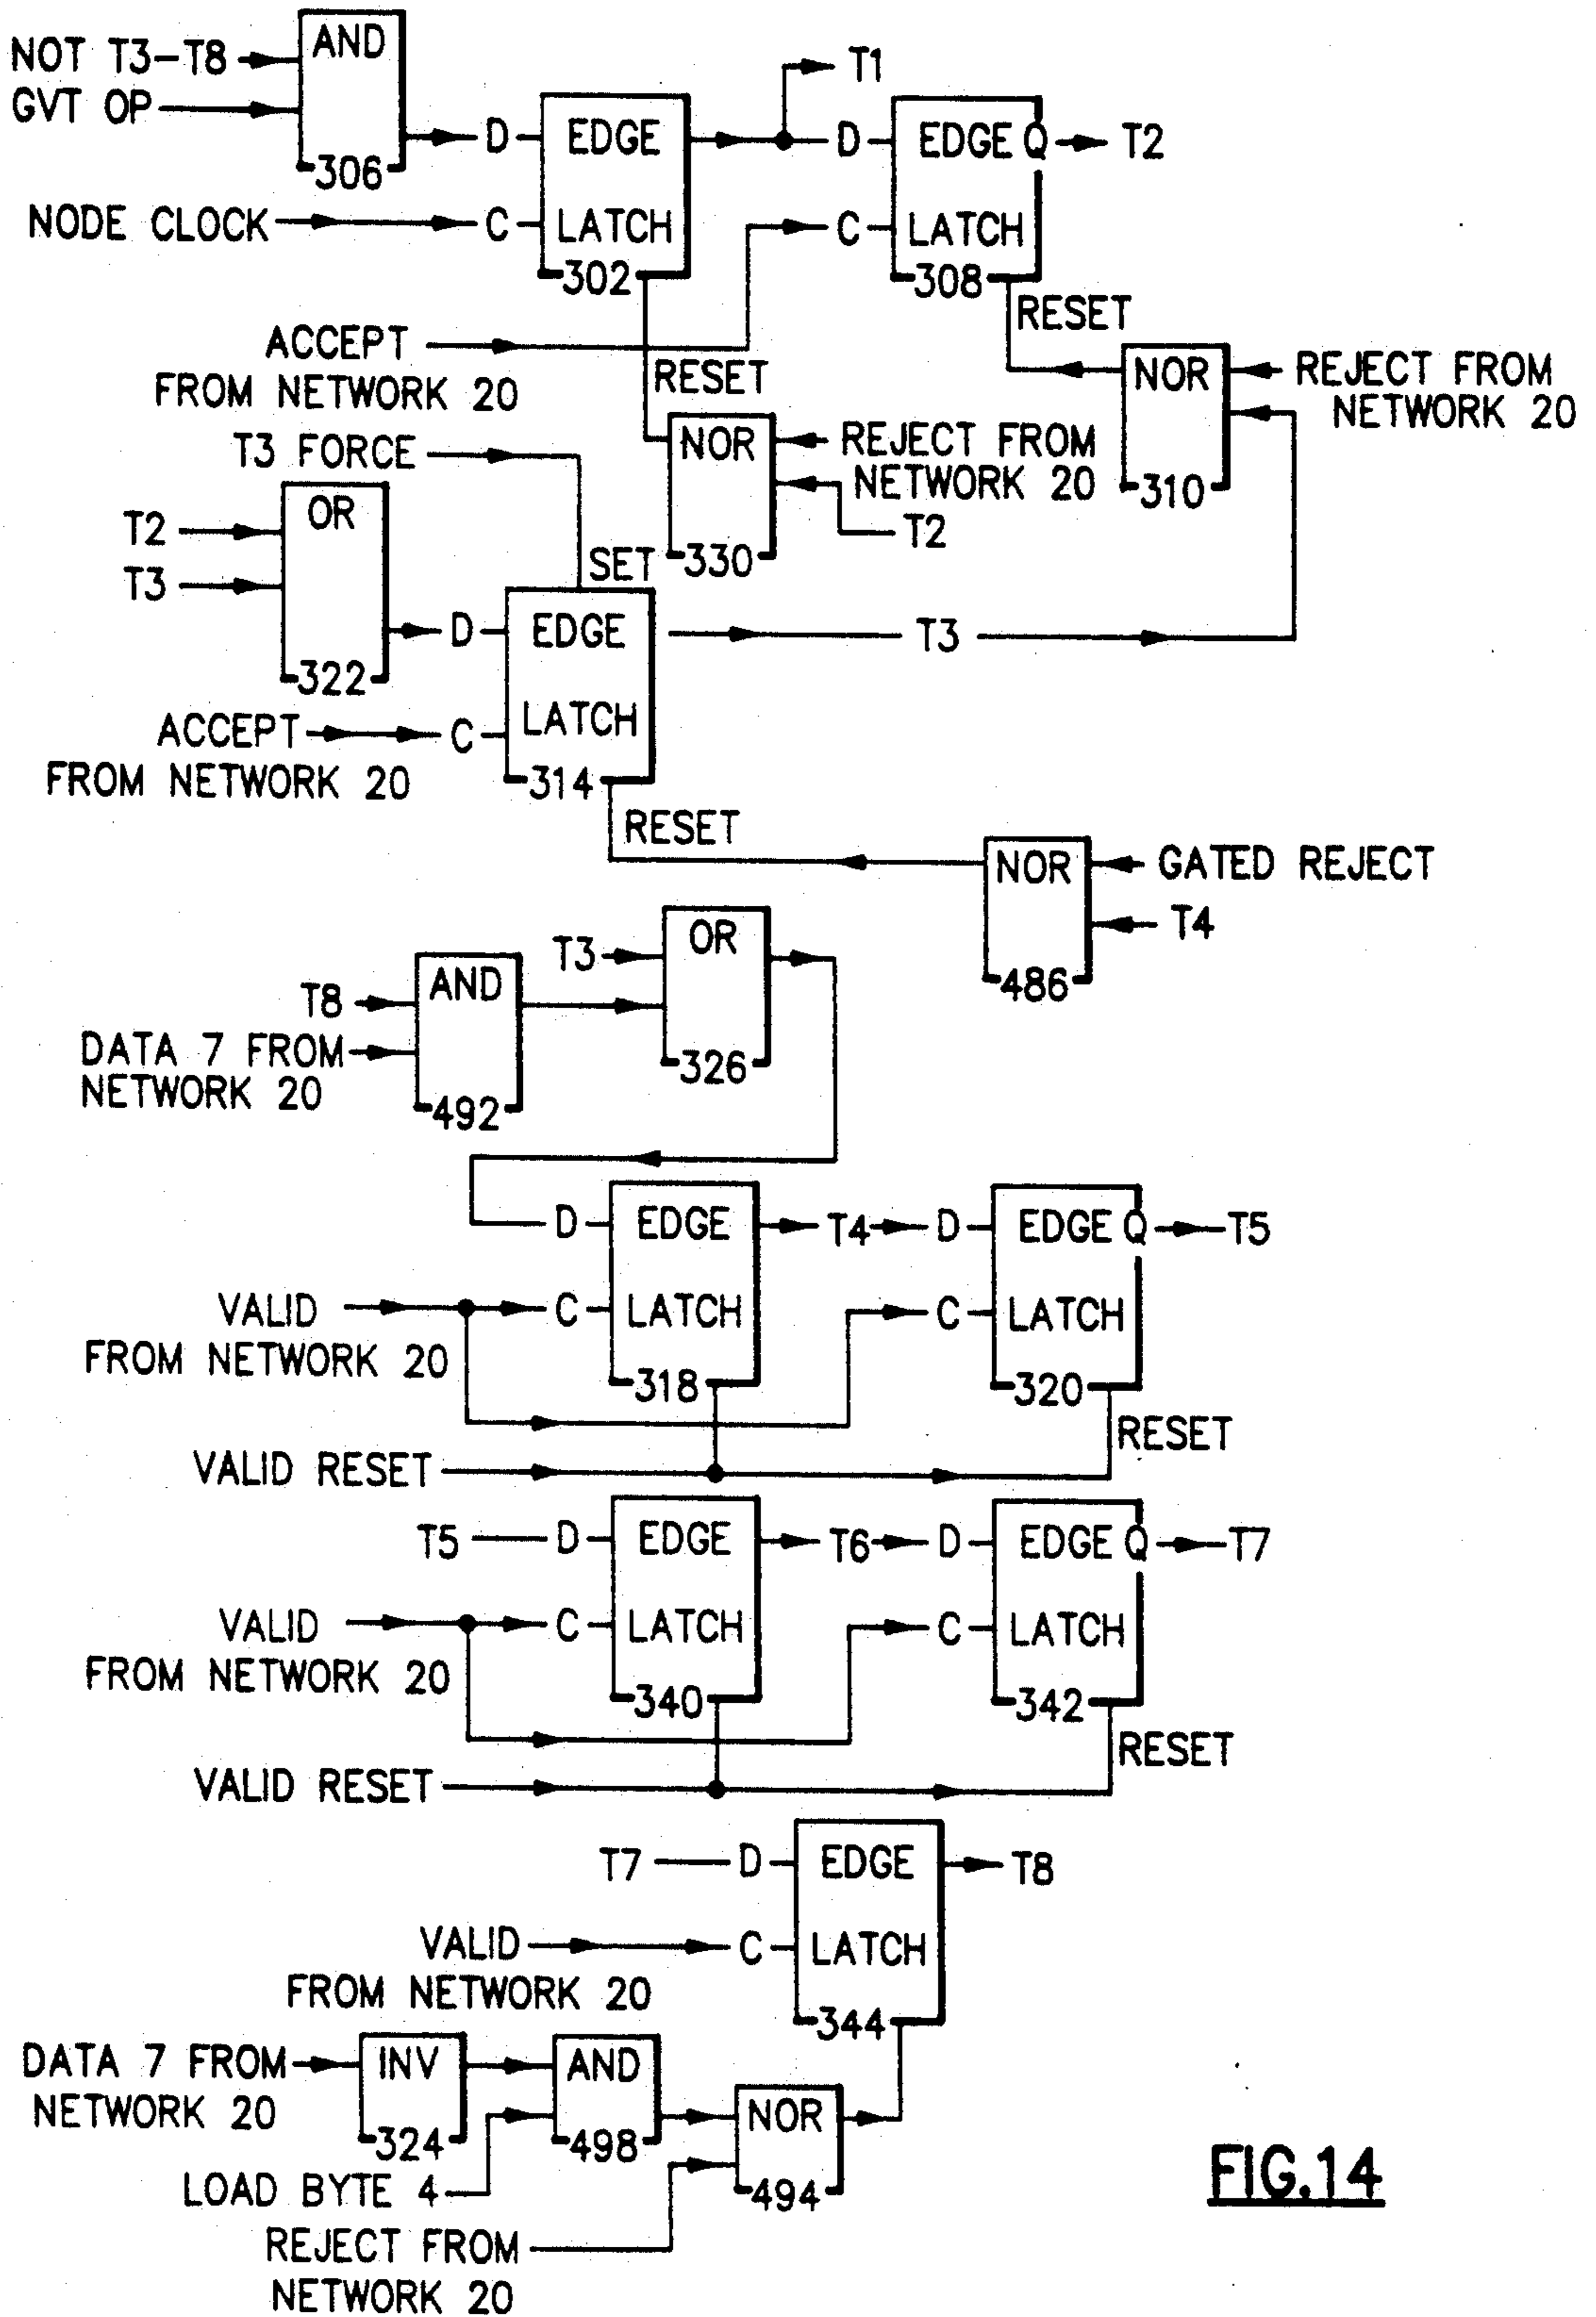 NOT T3-T8
AND
GVT OP
306
T1
D
EDGE
D
EDGE Q
T2
NODE CLOCK
C
LATCH
C
LATCH
302
308
RESET
ACCEPT
FROM NETWORK 20
RESET
NOR
REJECT FROM
NETWORK 20
310
T3 FORCE
NOR
REJECT FROM
NETWORK 20
T2
330
T2
OR
T3
322
SET
D
EDGE
T3
ACCEPT
FROM NETWORK 20
C
LATCH
314
RESET
NOR
GATED REJECT
T4
486
T3
OR
326
T8
AND
DATA 7 FROM
NETWORK 20
492
D
EDGE
T4
D
EDGE Q
T5
VALID
FROM NETWORK 20
C
LATCH
C
LATCH
318
320
RESET
VALID RESET
T5
D
EDGE
T6
D
EDGE Q
T7
VALID
FROM NETWORK 20
C
LATCH
C
LATCH
340
342
RESET
VALID RESET
T7
D
EDGE
T8
VALID
FROM NETWORK 20
C
LATCH
344
DATA 7 FROM
NETWORK 20
INV
324
AND
498
NOR
494
LOAD BYTE 4
REJECT FROM
NETWORK 20
FIG.14